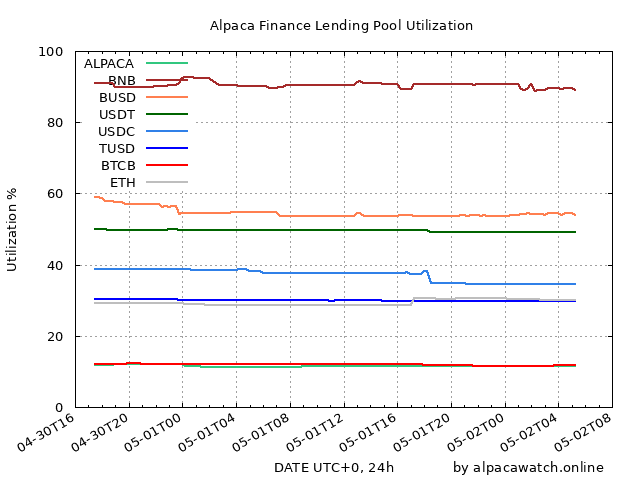 Alpaca Finance Lending Pool Utilization
100
80
60
40
20
0
Utilization %
ALPACA
BNB
BUSD
USDT
USDC
TUSD
BTCB
ETH
04-30T16
04-30T20
05-01T00
05-01T04
05-01T08
05-01T12
05-01T16
05-01T20
05-02T00
05-02T04
05-02T08
DATE UTC+0, 24h
by alpacawatch.online